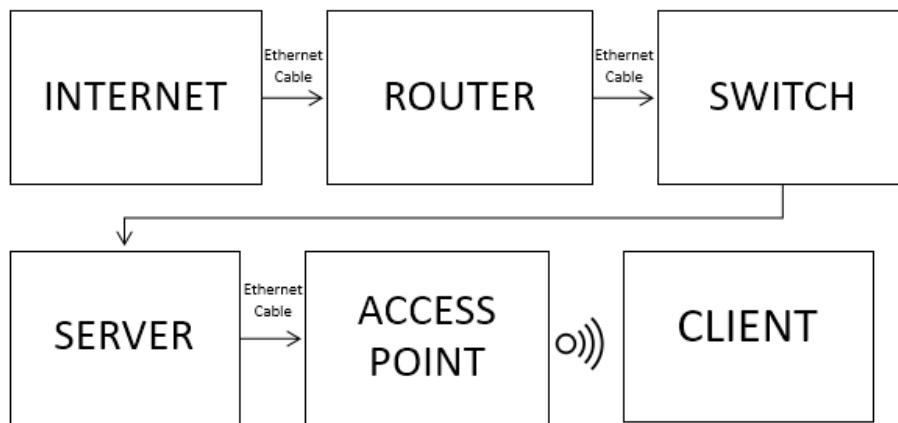 INTERNET
Ethernet
Cable
ROUTER
Ethernet
Cable
SWITCH
SERVER
Ethernet
Cable
ACCESS
POINT
CLIENT